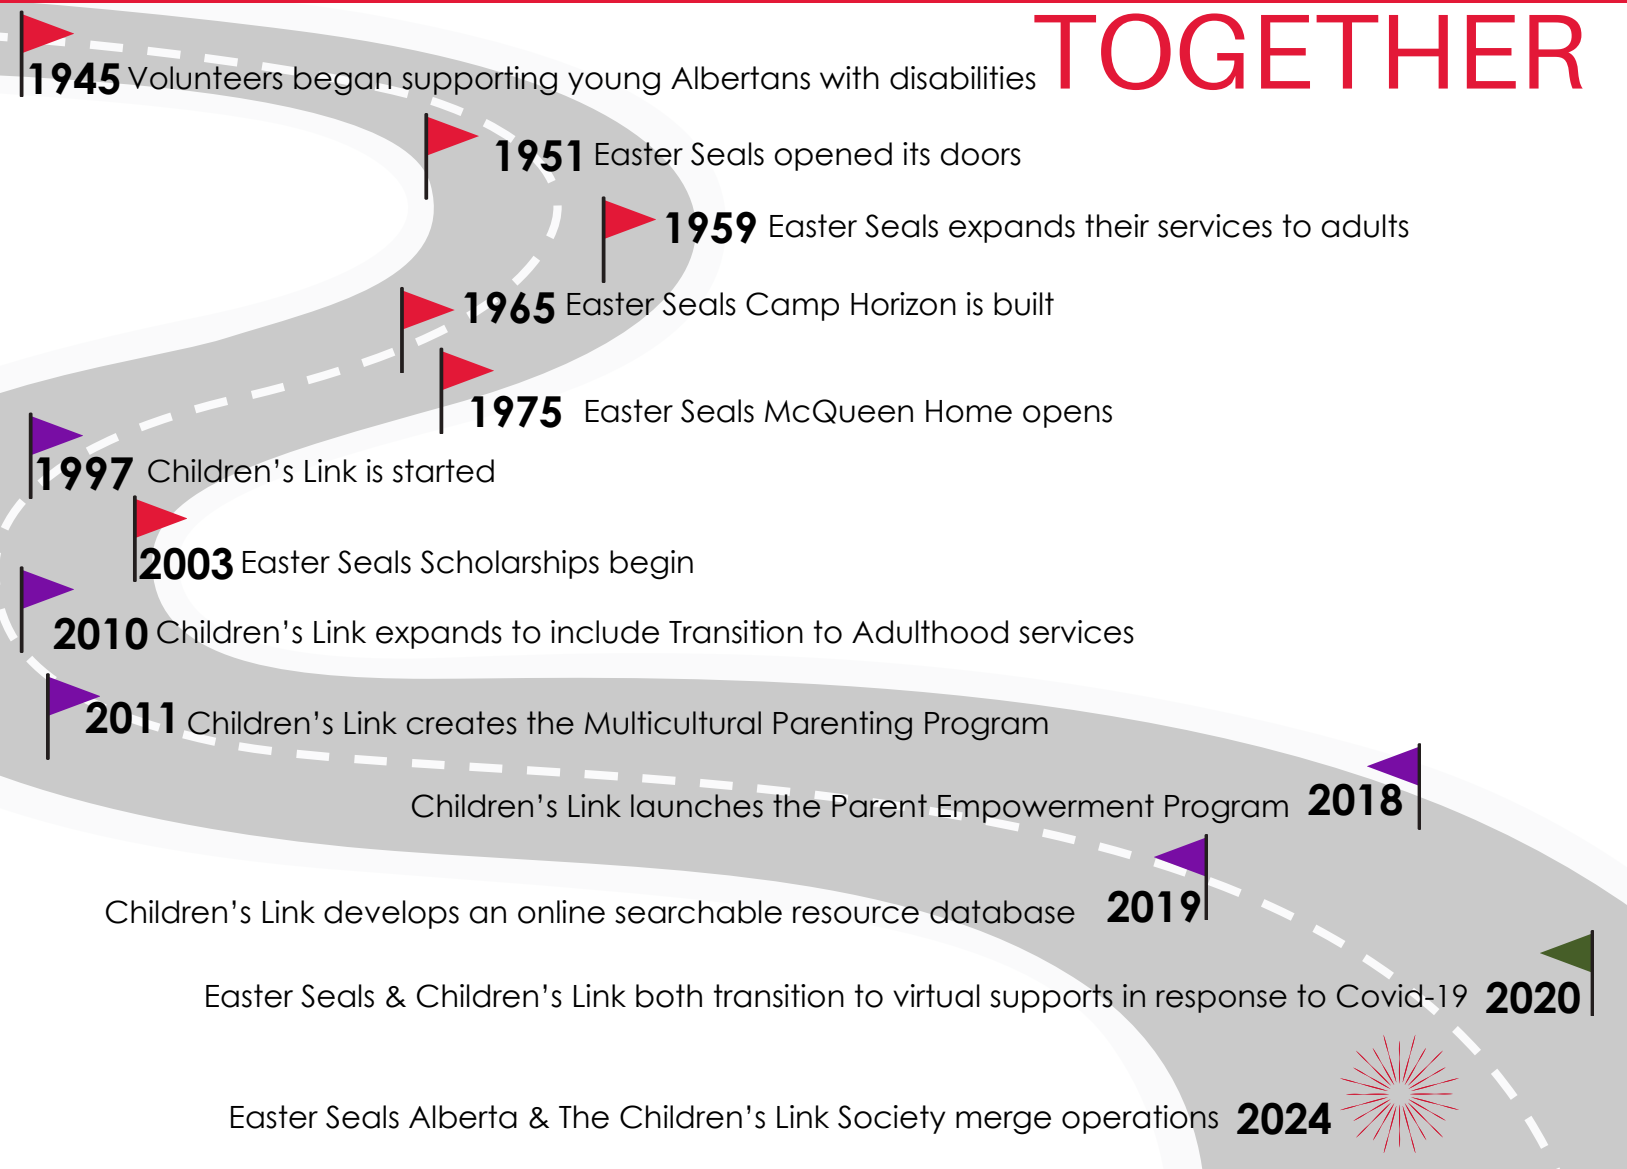 TOGETHER
1945 Volunteers began supporting young Albertans with disabilities
1951 Easter Seals opened its doors
1959 Easter Seals expands their services to adults
1965 Easter Seals Camp Horizon is built
1975 Easter Seals McQueen Home opens
1997 Children’s Link is started
2003 Easter Seals Scholarships begin
2010 Children’s Link expands to include Transition to Adulthood services
2011 Children’s Link creates the Multicultural Parenting Program
Children’s Link launches the Parent Empowerment Program 2018
Children’s Link develops an online searchable resource database 2019
Easter Seals & Children’s Link both transition to virtual supports in response to Covid-19 2020
Easter Seals Alberta & The Children’s Link Society merge operations 2024